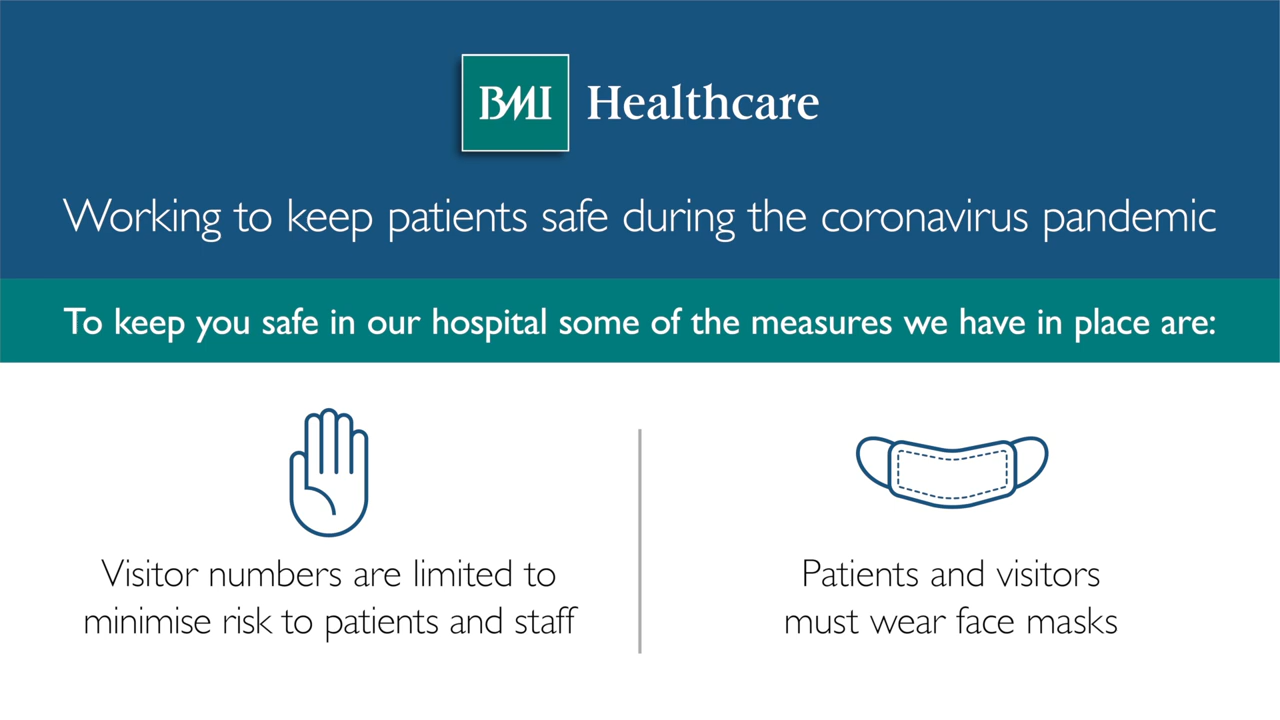 BMI Healthcare
Working to keep patients safe during the coronavirus pandemic
To keep you safe in our hospital some of the measures we have in place are:
Visitor numbers are limited to
minimise risk to patients and staff
Patients and visitors
must wear face masks